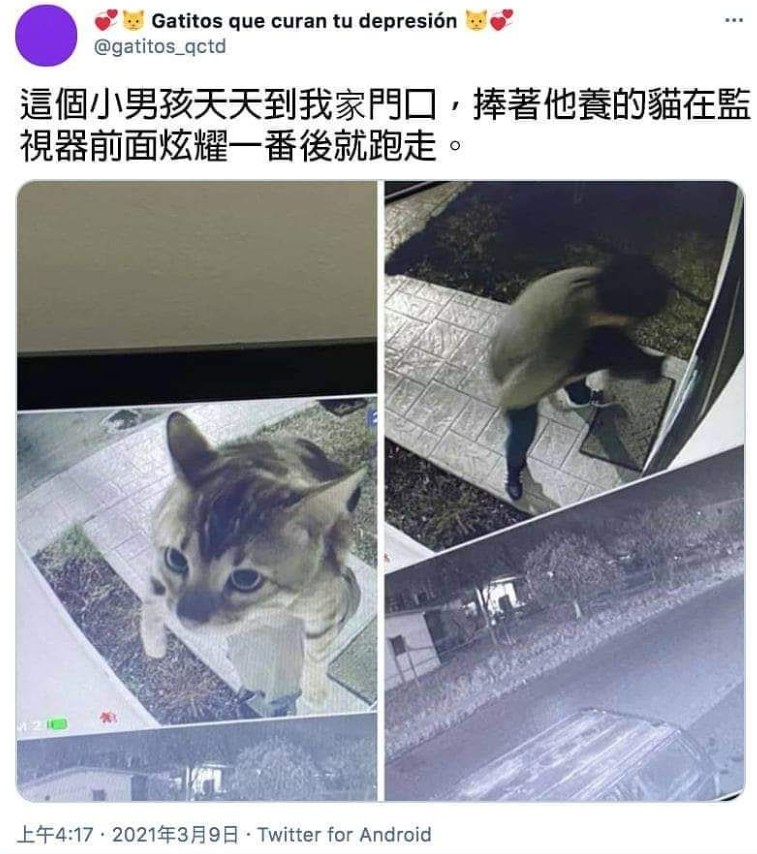 💞🐱 Gatitos que curan tu depresión 🐱💞
@gatitos_qctd
這個小男孩天天到我家門口，捧著他養的貓在監
視器前面炫耀一番後就跑走。
上午4:17 · 2021年3月9日 · Twitter for Android